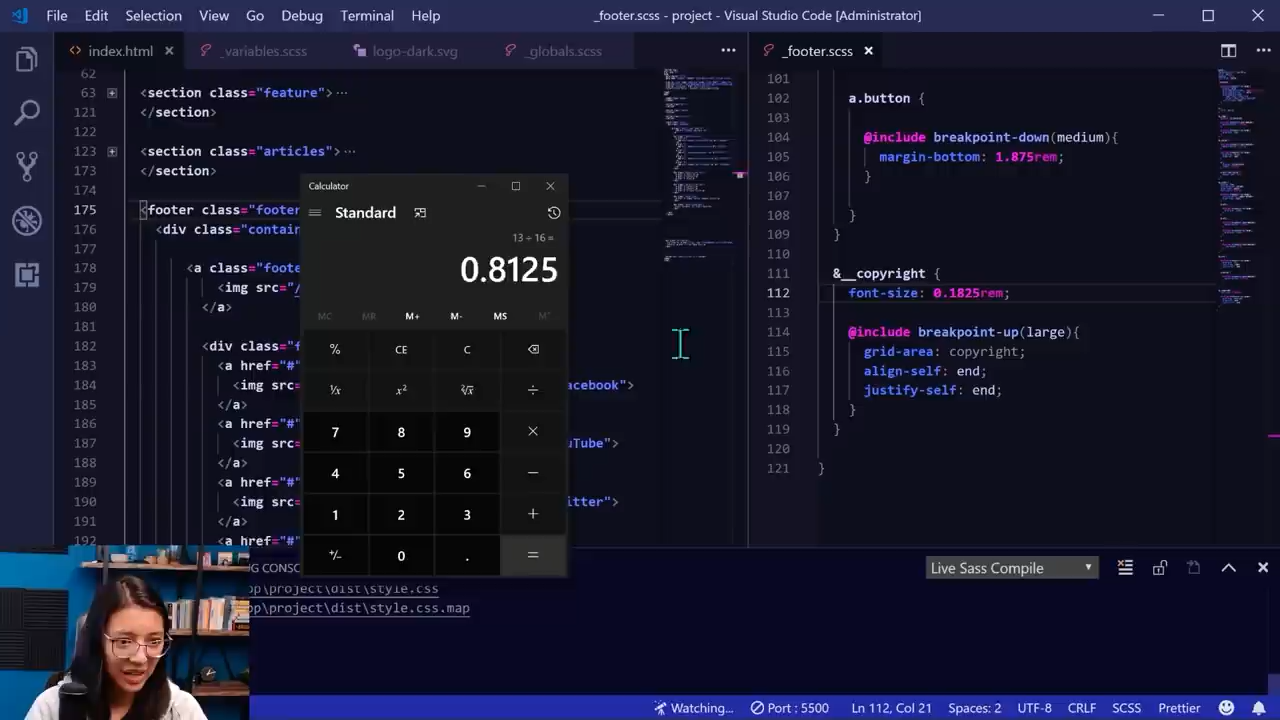 File Edit Selection View Go Debug Terminal Help _footer.scss - project - Visual Studio Code [Administrator]
index.html _variables.scss logo-dark.svg _globals.scss
62
63 <section class="feature">
121 </section>
122
123 <section class="articles">
173 </section>
174
175 <footer class="footer
176 <div class="contain
177
178 <a class="foote
179 <img src="/
180 </a>
181
182 <div class="f
183 <a href="#"
184 <img src= acebook">
185 </a>
186 <a href="#"
187 <img src= uTube">
188 </a>
189 <a href="#"
190 <img src= itter">
191 </a>
192 <a href="#"
Calculator
Standard
13 ÷ 16 =
0.8125
MC MR M+ M- MS M˅
% CE C
¹/x x² ²√x ÷
7 8 9 ×
4 5 6 −
1 2 3 +
+/- 0 . =
_footer.scss
101
102 a.button {
103
104 @include breakpoint-down(medium){
105 margin-bottom: 1.875rem;
106 }
107
108 }
109 }
110
111 &__copyright {
112 font-size: 0.1825rem;
113
114 @include breakpoint-up(large){
115 grid-area: copyright;
116 align-self: end;
117 justify-self: end;
118 }
119 }
120
121 }
NG CONSO Live Sass Compile
op\project\dist\style.css
op\project\dist\style.css.map
Watching... Port : 5500 Ln 112, Col 21 Spaces: 2 UTF-8 CRLF SCSS Prettier